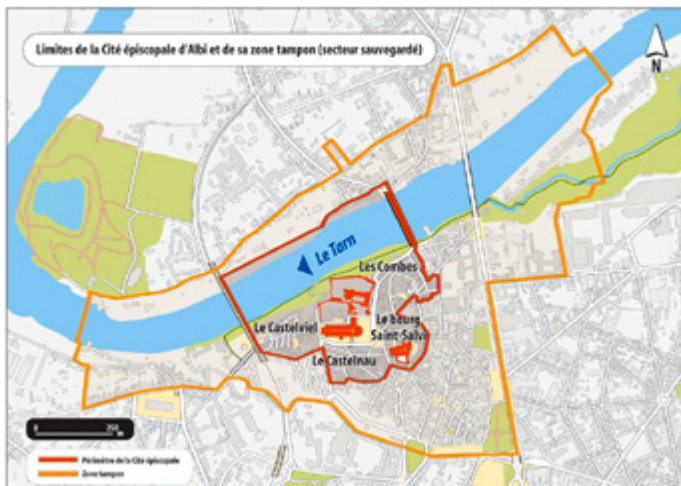 Limites de la Cité épiscopale d'Albi et de sa zone tampon (secteur sauvegardé)
N
Le Tarn
Les Combes
Le Castelviel
Le bourg
Saint-Salvi
Le Castelnau
0 250
m
Périmètre de la Cité épiscopale
Zone tampon